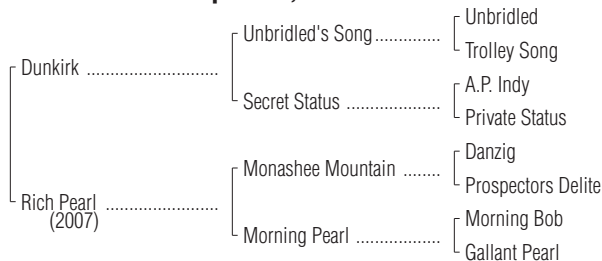 Unbridled
Unbridled's Song ..............
Trolley Song
Dunkirk ............................
A.P. Indy
Secret Status ....................
Private Status
Danzig
Monashee Mountain ........
Prospectors Delite
Rich Pearl ........................
(2007)
Morning Bob
Morning Pearl ..................
Gallant Pearl